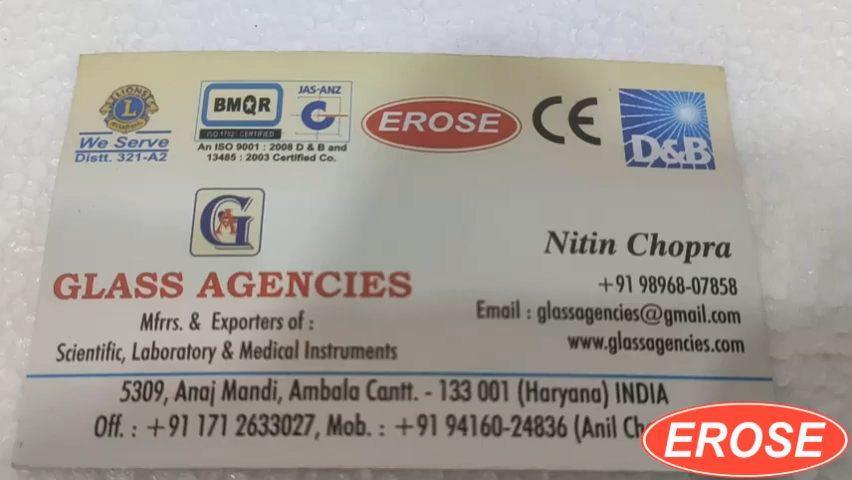 LIONS
L
We Serve
Distt. 321-A2
BMQR
CERTIFIED
JAS-ANZ
An ISO 9001 : 2008 D & B and
13485 : 2003 Certified Co.
EROSE
CE
D&B
G
GLASS AGENCIES
Mfrrs. & Exporters of :
Scientific, Laboratory & Medical Instruments
Nitin Chopra
+91 98968-07858
Email : glassagencies@gmail.com
www.glassagencies.com
5309, Anaj Mandi, Ambala Cantt. - 133 001 (Haryana) INDIA
Off. : +91 171 2633027, Mob. : +91 94160-24836 (Anil
EROSE